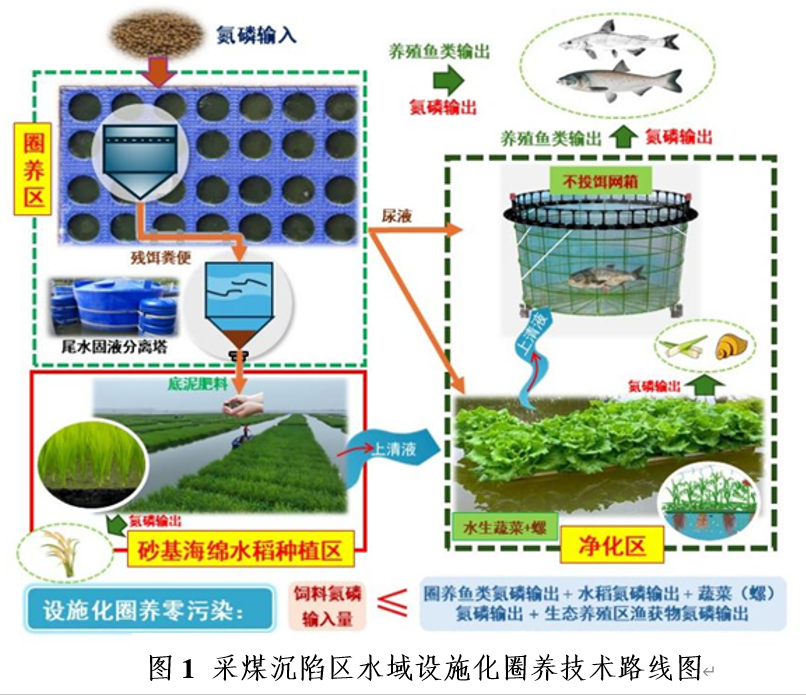 氮磷输入
养殖鱼类输出
氮磷输出
养殖鱼类输出
氮磷输出
圈养区
不投饵网箱
尿液
残饵粪便
尾水固液分离塔
上清液
氮磷输出
底泥肥料
上清液
氮磷输出
水生蔬菜+螺
砂基海绵水稻种植区
净化区
设施化圈养零污染：
饲料氮磷
输入量
≤
圈养鱼类氮磷输出＋水稻氮磷输出＋蔬菜（螺）
氮磷输出＋生态养殖区渔获物氮磷输出
图 1 采煤沉陷区水域设施化圈养技术路线图